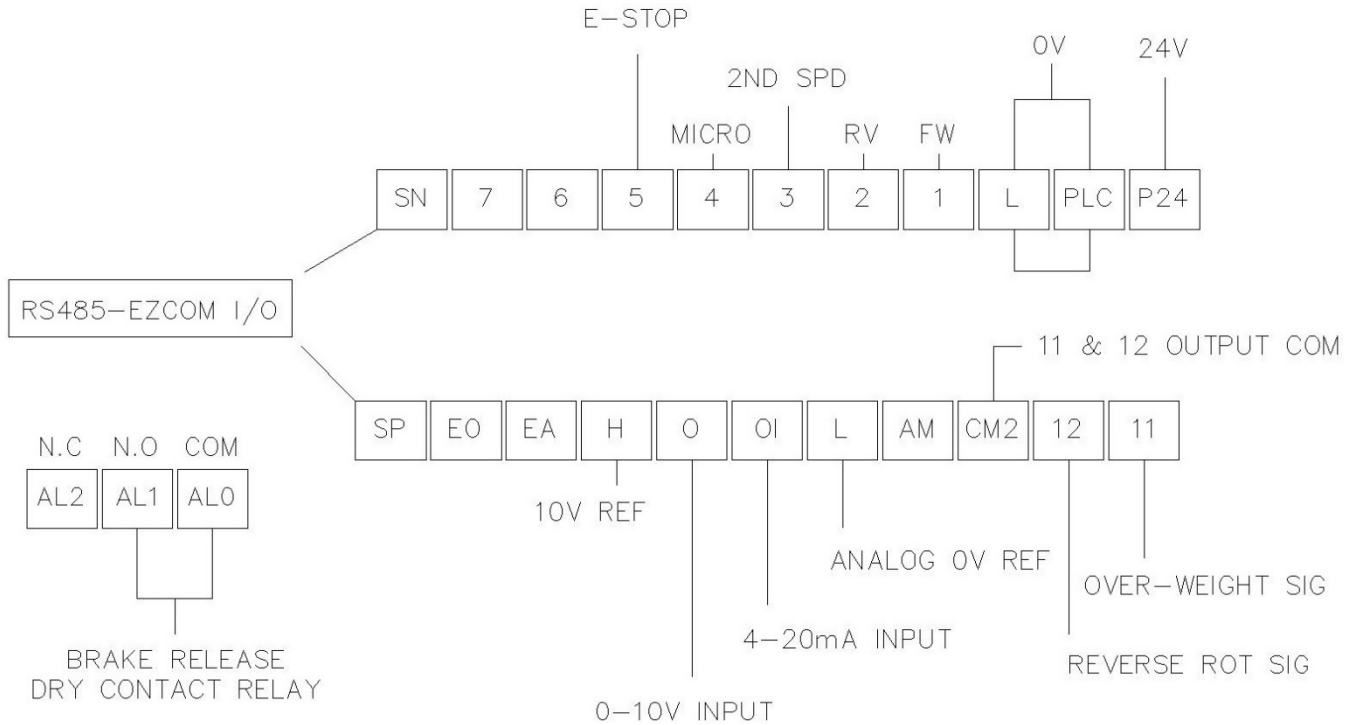 E-STOP
0V
24V
2ND SPD
MICRO
RV
FW
SN 7 6 5 4 3 2 1 L PLC P24
RS485-EZCOM I/O
11 & 12 OUTPUT COM
SP EO EA H O OI L AM CM2 12 11
N.C N.O COM
AL2 AL1 AL0
10V REF
ANALOG 0V REF
OVER-WEIGHT SIG
4-20mA INPUT
REVERSE ROT SIG
BRAKE RELEASE
DRY CONTACT RELAY
0-10V INPUT